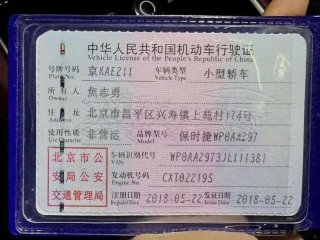 中华人民共和国机动车行驶证
Vehicle License of the People's Republic of China
号牌号码 京KAE211 车辆类型 小型轿车
Plate No. Vehicle Type
所有人 焦志勇
Owner
住址 北京市昌平区兴寿镇上苑村174号
Address
使用性质 非营运 品牌型号 保时捷WP0AA297
Use Character Model
北京市公 车辆识别代号 WP0AA2973JL111381
VIN
安局公安 发动机号码 CXT022195
Engine No.
交通管理局 注册日期 2018-05-22 发证日期 2018-05-22
Register Date Issue Date